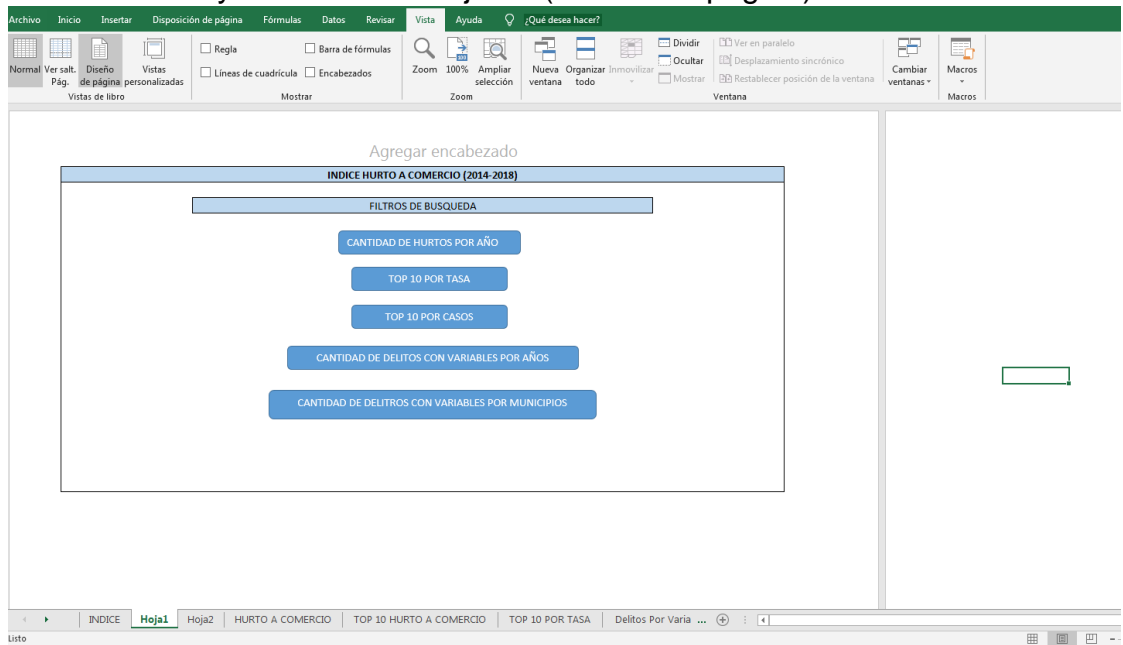 Archivo Inicio Insertar Disposición de página Fórmulas Datos Revisar Vista Ayuda ¿Qué desea hacer?
Normal Ver salt. Pág. Diseño de página Vistas personalizadas
Vistas de libro
Regla Barra de fórmulas
Líneas de cuadrícula Encabezados
Mostrar
Zoom 100% Ampliar selección
Zoom
Nueva ventana Organizar todo Inmovilizar
Dividir Ver en paralelo
Ocultar Desplazamiento sincrónico
Mostrar Restablecer posición de la ventana
Cambiar ventanas
Ventana
Macros
Macros
Agregar encabezado
INDICE HURTO A COMERCIO (2014-2018)
FILTROS DE BUSQUEDA
CANTIDAD DE HURTOS POR AÑO
TOP 10 POR TASA
TOP 10 POR CASOS
CANTIDAD DE DELITOS CON VARIABLES POR AÑOS
CANTIDAD DE DELITROS CON VARIABLES POR MUNICIPIOS
INDICE Hoja1 Hoja2 HURTO A COMERCIO TOP 10 HURTO A COMERCIO TOP 10 POR TASA Delitos Por Varia ...
Listo